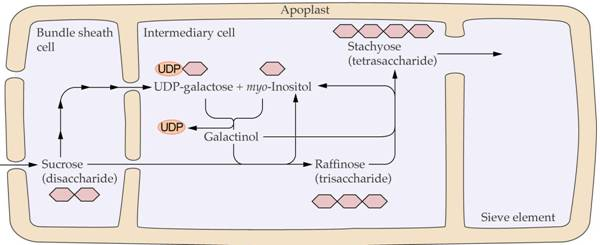 Apoplast
Bundle sheath
cell
Intermediary cell
Stachyose
(tetrasaccharide)
UDP
UDP-galactose + myo-Inositol
UDP
Galactinol
Sucrose
(disaccharide)
Raffinose
(trisaccharide)
Sieve element